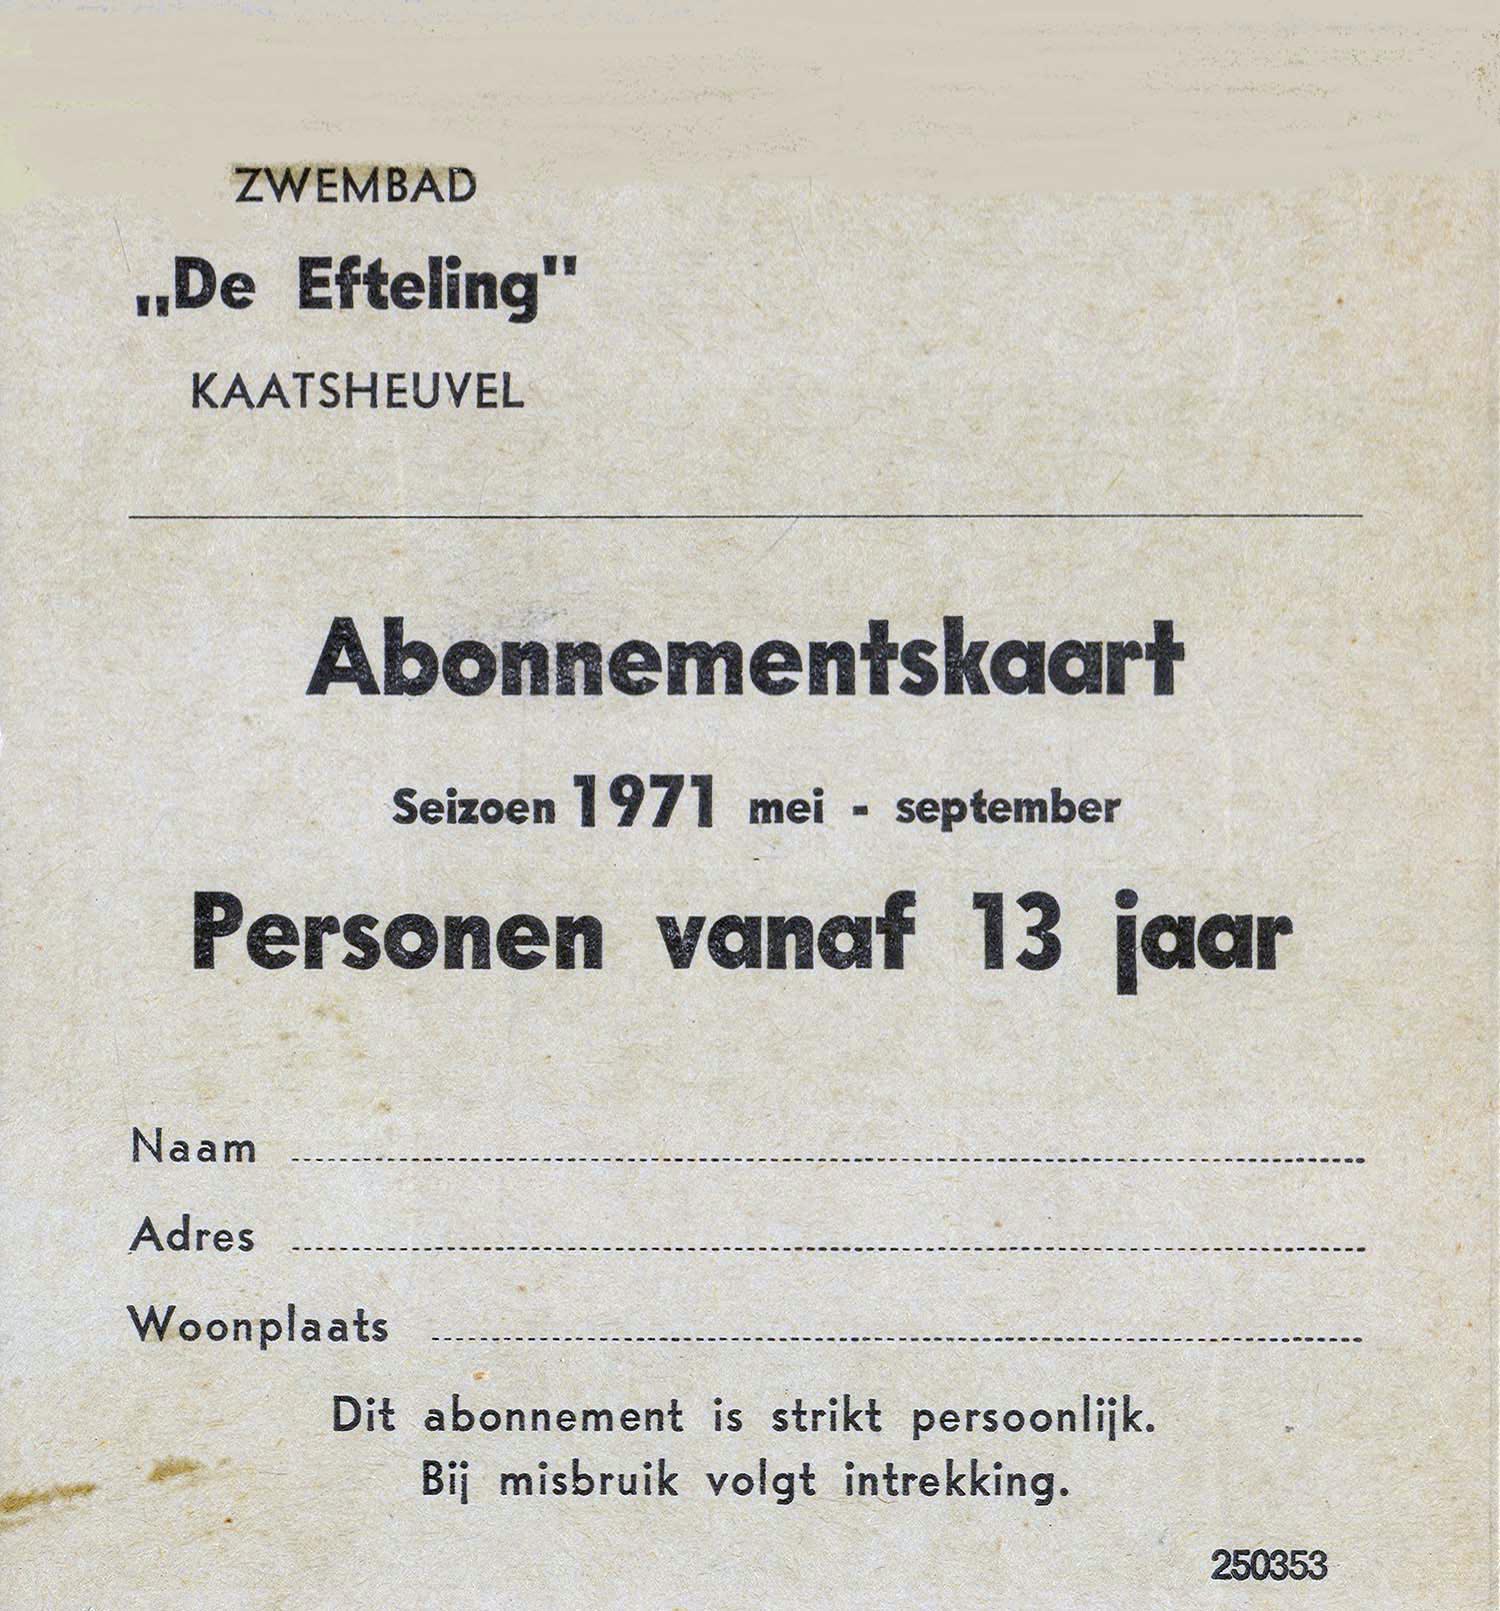 ZWEMBAD
„De Efteling"
KAATSHEUVEL
Abonnementskaart
Seizoen 1971 mei - september
Personen vanaf 13 jaar
Naam
Adres
Woonplaats
Dit abonnement is strikt persoonlijk.
Bij misbruik volgt intrekking.
250353